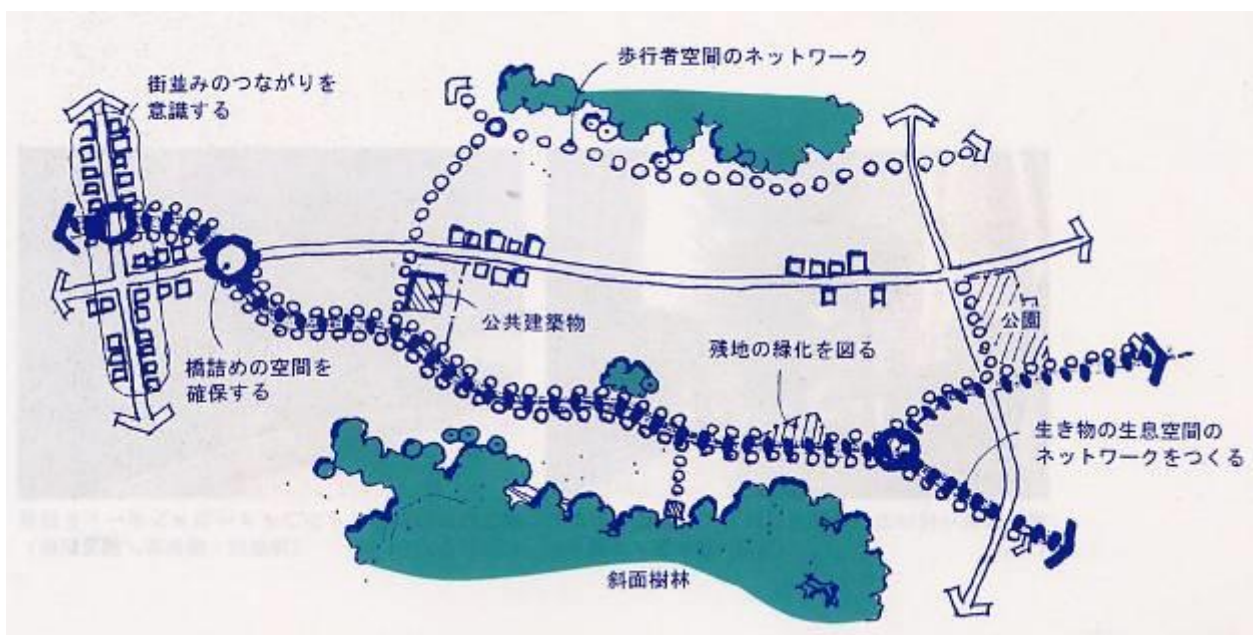 歩行者空間のネットワーク
街並みのつながりを
意識する
公共建築物
公園
残地の緑化を図る
橋詰めの空間を
確保する
生き物の生息空間の
ネットワークをつくる
斜面樹林